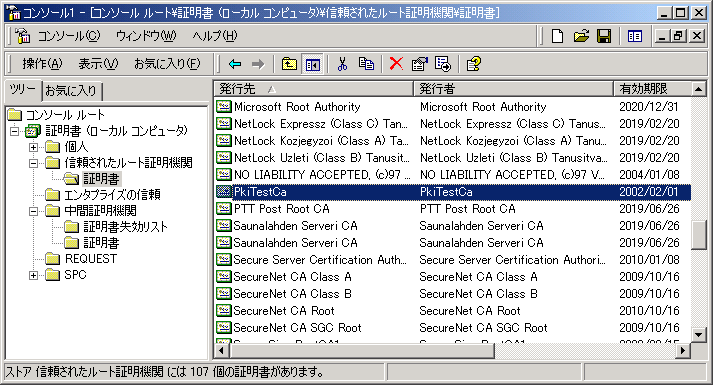 コンソール1 - [コンソール ルート¥証明書 (ローカル コンピュータ)¥信頼されたルート証明機関¥証明書]
コンソール(C) ウィンドウ(W) ヘルプ(H)
操作(A) 表示(V) お気に入り(F)
ツリー お気に入り
コンソール ルート
証明書 (ローカル コンピュータ)
個人
信頼されたルート証明機関
証明書
エンタプライズの信頼
中間証明機関
証明書失効リスト
証明書
REQUEST
SPC
発行先 発行者 有効期限
Microsoft Root Authority Microsoft Root Authority 2020/12/31
NetLock Expressz (Class C) Tan... NetLock Expressz (Class C) Tanu... 2019/02/20
NetLock Kozjegyzoi (Class A) Ta... NetLock Kozjegyzoi (Class A) Tan... 2019/02/20
NetLock Uzleti (Class B) Tanusit... NetLock Uzleti (Class B) Tanusitva... 2019/02/20
NO LIABILITY ACCEPTED, (c)97 ... NO LIABILITY ACCEPTED, (c)97 V... 2004/01/08
PkiTestCa PkiTestCa 2002/02/01
PTT Post Root CA PTT Post Root CA 2019/06/26
Saunalahden Serveri CA Saunalahden Serveri CA 2019/06/26
Saunalahden Serveri CA Saunalahden Serveri CA 2019/06/26
Secure Server Certification Autho... Secure Server Certification Authori... 2010/01/08
SecureNet CA Class A SecureNet CA Class A 2009/10/16
SecureNet CA Class B SecureNet CA Class B 2009/10/16
SecureNet CA Root SecureNet CA Root 2010/10/16
SecureNet CA SGC Root SecureNet CA SGC Root 2009/10/16
ストア 信頼されたルート証明機関 には 107 個の証明書があります。